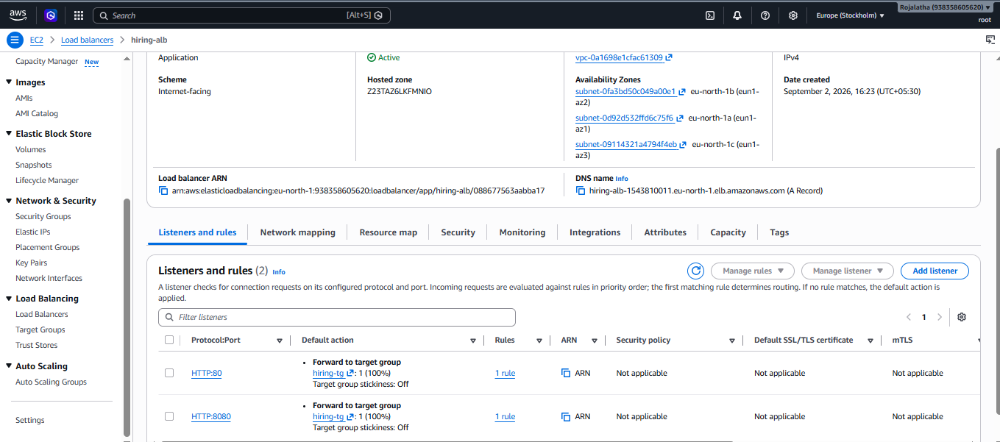 aws
Search
[Alt+S]
Europe (Stockholm)
Rojalatha (938358605620)
root
EC2
Load balancers
hiring-alb
Capacity Manager New
Images
AMIs
AMI Catalog
Elastic Block Store
Volumes
Snapshots
Lifecycle Manager
Network & Security
Security Groups
Elastic IPs
Placement Groups
Key Pairs
Network Interfaces
Load Balancing
Load Balancers
Target Groups
Trust Stores
Auto Scaling
Auto Scaling Groups
Settings
Application
Active
vpc-0a1698e1cfac61309
IPv4
Scheme
Internet-facing
Hosted zone
Z23TAZ6LKFMNIO
Availability Zones
subnet-0fa3bd50c049a00e1 eu-north-1b (eun1-
az2)
subnet-0d92d532ffd6c75f6 eu-north-1a (eun1-
az1)
subnet-09114321a4794f4eb eu-north-1c (eun1-
az3)
Date created
September 2, 2026, 16:23 (UTC+05:30)
Load balancer ARN
arn:aws:elasticloadbalancing:eu-north-1:938358605620:loadbalancer/app/hiring-alb/088677563aabba17
DNS name Info
hiring-alb-1543810011.eu-north-1.elb.amazonaws.com (A Record)
Listeners and rules
Network mapping
Resource map
Security
Monitoring
Integrations
Attributes
Capacity
Tags
Listeners and rules (2) Info
Manage rules
Manage listener
Add listener
A listener checks for connection requests on its configured protocol and port. Incoming requests are evaluated against rules in priority order; the first matching rule determines routing. If no rule matches, the default action is
applied.
Filter listeners
1
Protocol:Port
Default action
Rules
ARN
Security policy
Default SSL/TLS certificate
mTLS
HTTP:80
• Forward to target group
hiring-tg : 1 (100%)
Target group stickiness: Off
1 rule
ARN
Not applicable
Not applicable
Not applicable
HTTP:8080
• Forward to target group
hiring-tg : 1 (100%)
Target group stickiness: Off
1 rule
ARN
Not applicable
Not applicable
Not applicable